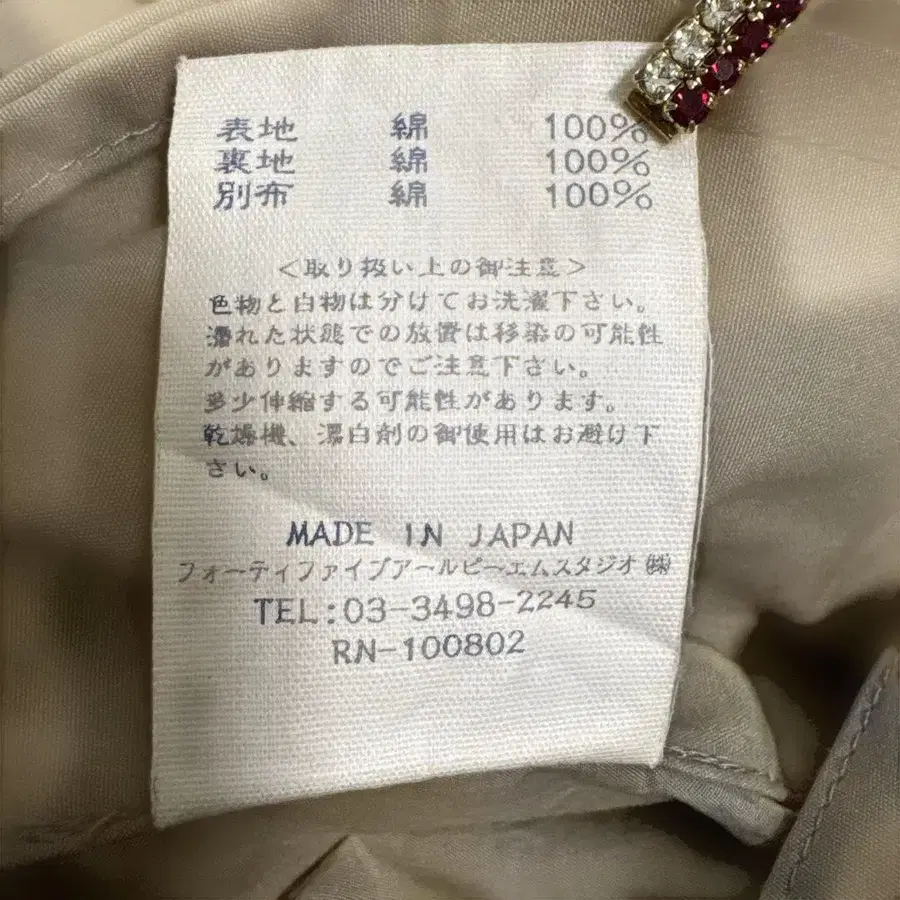 表地 綿 100%
裏地 綿 100%
別布 綿 100%
<取り扱い上の御注意>
色物と白物は分けてお洗濯下さい。
濡れた状態での放置は移染の可能性
がありますのでご注意下さい。
多少伸縮する可能性があります。
乾燥機、漂白剤の御使用はお避け下
さい。
MADE IN JAPAN
フォーティファイブアールピーエムスタジオ㈱
TEL:03-3498-2245
RN-100802